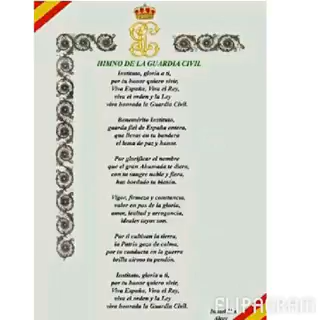 HIMNO DE LA GUARDIA CIVIL
Instituto, gloria a ti,
por tu honor quiero vivir,
Viva España, Viva el Rey,
viva el orden y la Ley
viva honrada la Guardia Civil.
Benemérito Instituto,
guarda fiel de España entera,
que llevas en tu bandera
el lema de paz y honor.
Por glorificar el nombre
que el gran Ahumada te diera,
con tu sangre noble y fiera,
has bordado tu blasón.
Vigor, firmeza y constancia,
valor en pos de la gloria,
amor, lealtad y arrogancia,
ideales tuyos son.
Por ti cultivan la tierra,
la Patria goza de calma,
por tu conducta en la guerra
brilla airoso tu pendón.
Instituto, gloria a ti,
por tu honor quiero vivir,
Viva España, Viva el Rey,
viva el orden y la Ley
viva honrada la Guardia Civil.
FLIPAGRAM